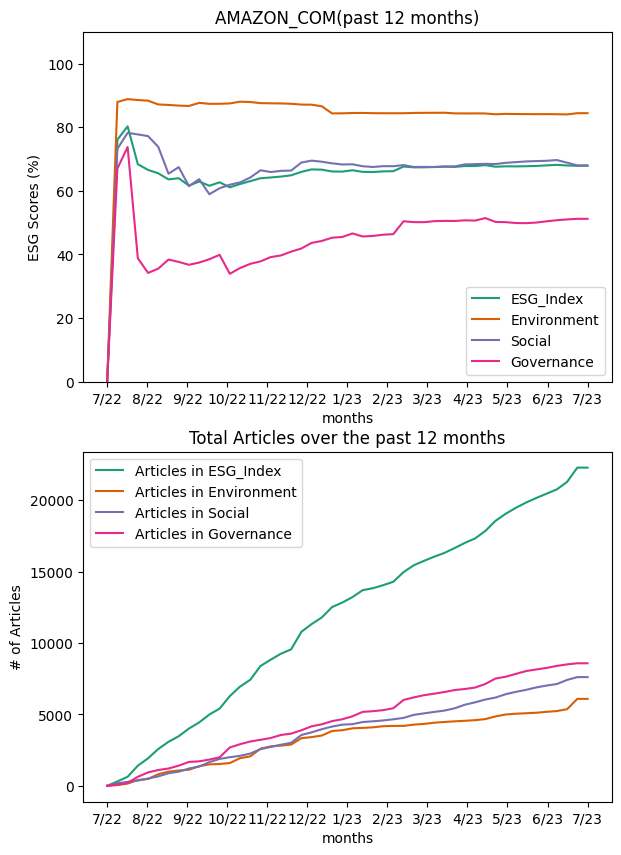 AMAZON_COM(past 12 months)
100
80
60
40
20
0
ESG Scores (%)
ESG_Index
Environment
Social
Governance
7/22 8/22 9/22 10/22 11/22 12/22 1/23 2/23 3/23 4/23 5/23 6/23 7/23
months
Total Articles over the past 12 months
Articles in ESG_Index
Articles in Environment
Articles in Social
Articles in Governance
20000
15000
10000
5000
0
# of Articles
7/22 8/22 9/22 10/22 11/22 12/22 1/23 2/23 3/23 4/23 5/23 6/23 7/23
months